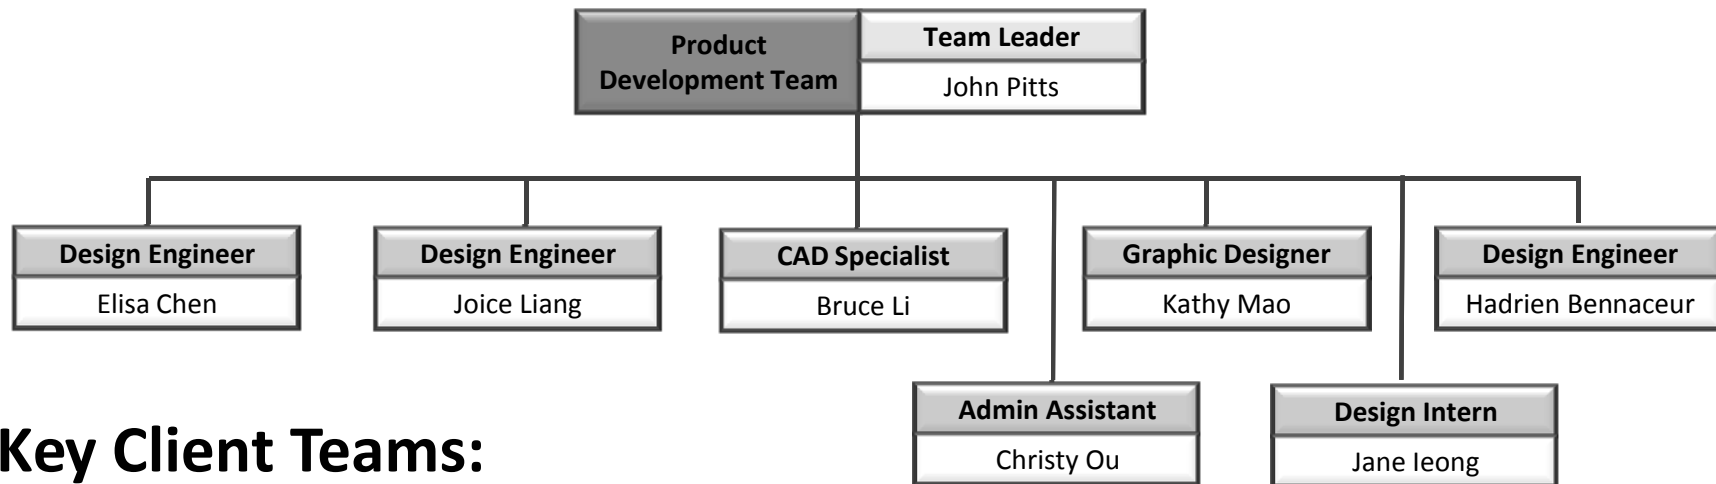 Product
Development Team
Team Leader
John Pitts
Design Engineer
Elisa Chen
Design Engineer
Joice Liang
CAD Specialist
Bruce Li
Graphic Designer
Kathy Mao
Design Engineer
Hadrien Bennaceur
Admin Assistant
Christy Ou
Design Intern
Jane Ieong
Key Client Teams: